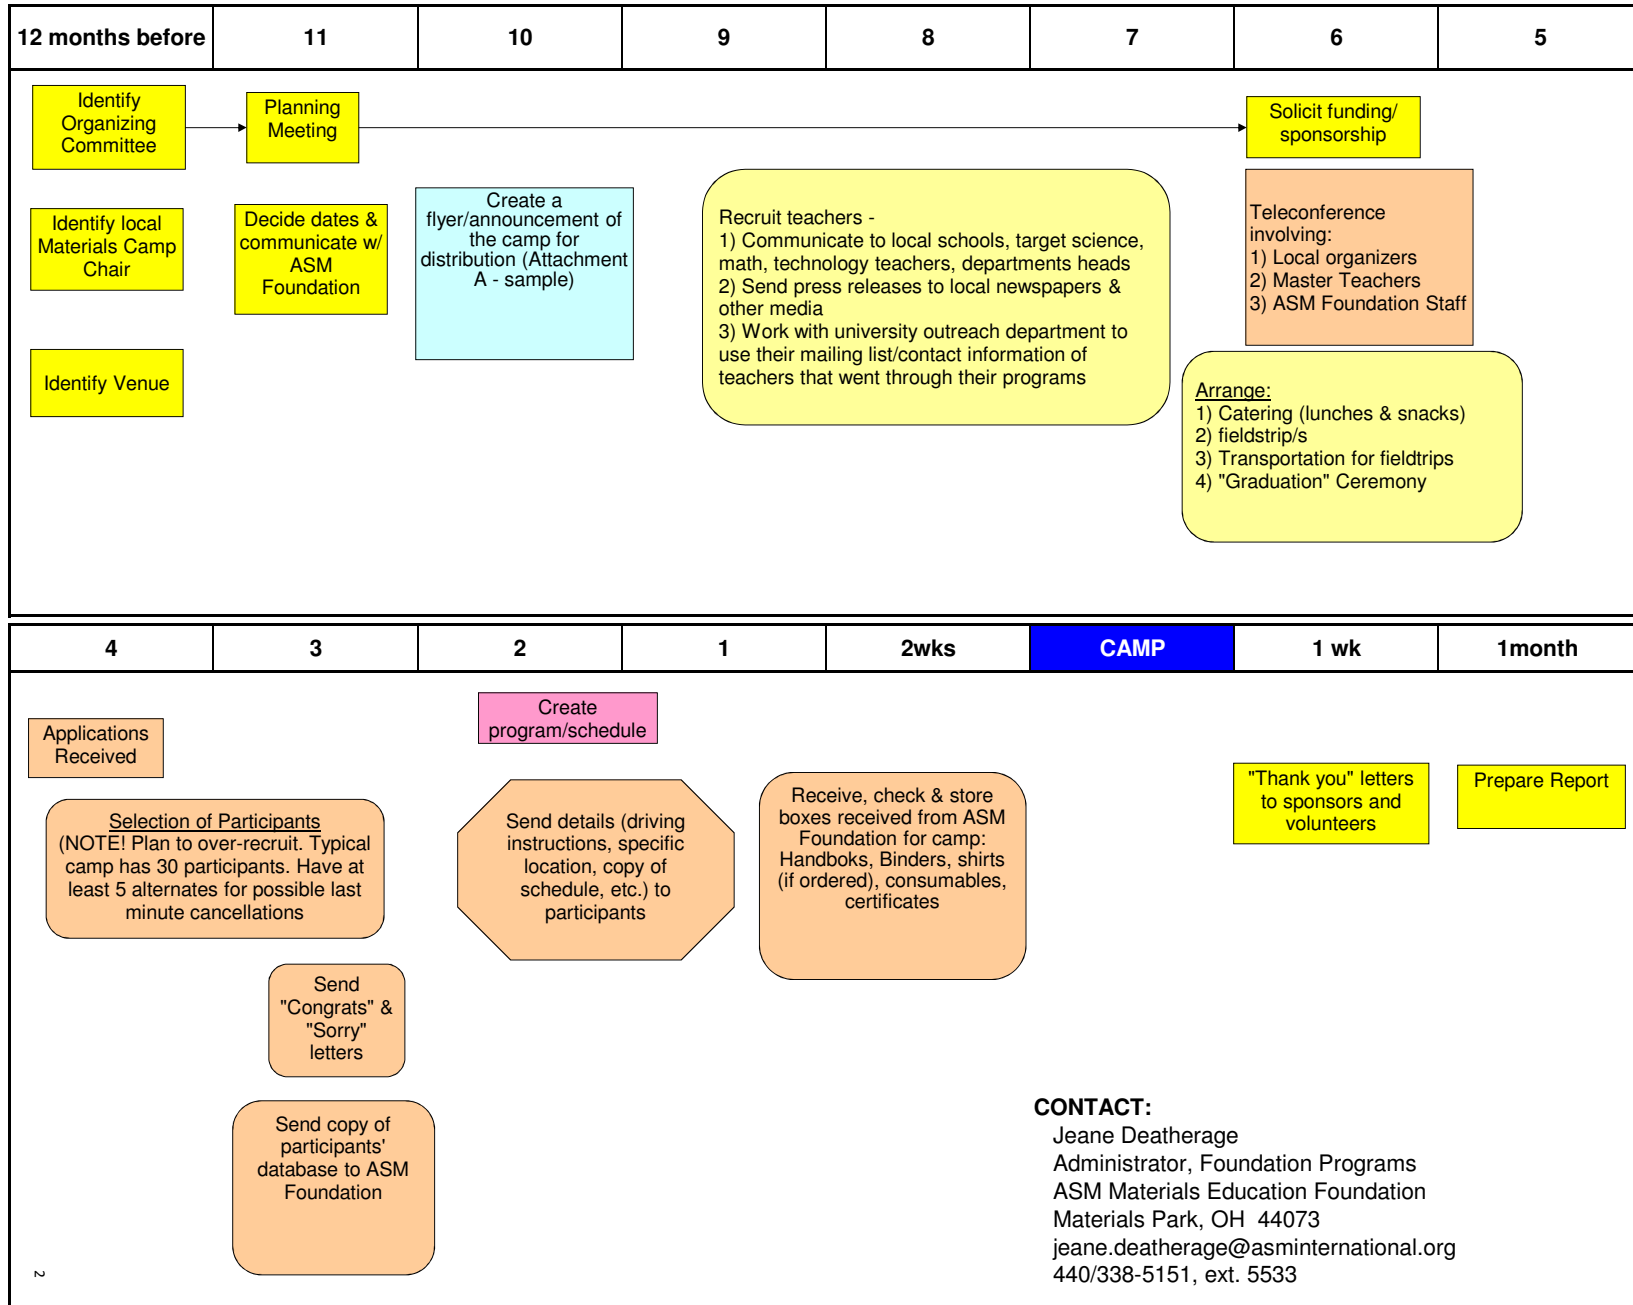 12 months before
11
10
9
8
7
6
5
Identify
Organizing
Committee
Planning
Meeting
Solicit funding/
sponsorship
Identify local
Materials Camp
Chair
Decide dates &
communicate w/
ASM
Foundation
Create a
flyer/announcement of
the camp for
distribution (Attachment
A - sample)
Recruit teachers -
1) Communicate to local schools, target science,
math, technology teachers, departments heads
2) Send press releases to local newspapers &
other media
3) Work with university outreach department to
use their mailing list/contact information of
teachers that went through their programs
Teleconference
involving:
1) Local organizers
2) Master Teachers
3) ASM Foundation Staff
Identify Venue
Arrange:
1) Catering (lunches & snacks)
2) fieldstrip/s
3) Transportation for fieldtrips
4) "Graduation" Ceremony
4
3
2
1
2wks
CAMP
1 wk
1month
Applications
Received
Create
program/schedule
Selection of Participants
(NOTE! Plan to over-recruit. Typical
camp has 30 participants. Have at
least 5 alternates for possible last
minute cancellations
Send details (driving
instructions, specific
location, copy of
schedule, etc.) to
participants
Receive, check & store
boxes received from ASM
Foundation for camp:
Handboks, Binders, shirts
(if ordered), consumables,
certificates
"Thank you" letters
to sponsors and
volunteers
Prepare Report
Send
"Congrats" &
"Sorry"
letters
Send copy of
participants'
database to ASM
Foundation
CONTACT:
Jeane Deatherage
Administrator, Foundation Programs
ASM Materials Education Foundation
Materials Park, OH  44073
jeane.deatherage@asminternational.org
440/338-5151, ext. 5533
2